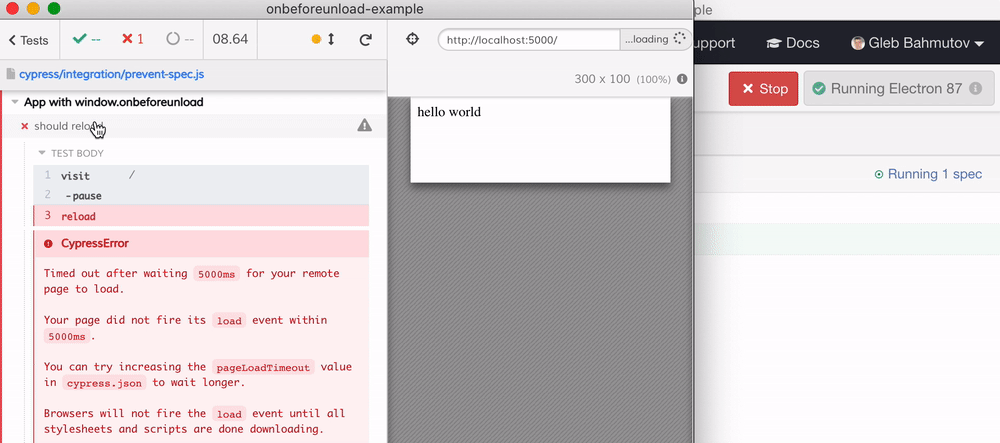 onbeforeunload-example
Tests
--
1
--
08.64
http://localhost:5000/
...loading
cypress/integration/prevent-spec.js
300 x 100 (100%)
App with window.onbeforeunload
should reload
TEST BODY
1 visit /
2 - pause
3 reload
CypressError
Timed out after waiting 5000ms for your remote
page to load.
Your page did not fire its load event within
5000ms.
You can try increasing the pageLoadTimeout value
in cypress.json to wait longer.
Browsers will not fire the load event until all
stylesheets and scripts are done downloading.
hello world
Docs
Gleb Bahmutov
Stop
Running Electron 87
Running 1 spec